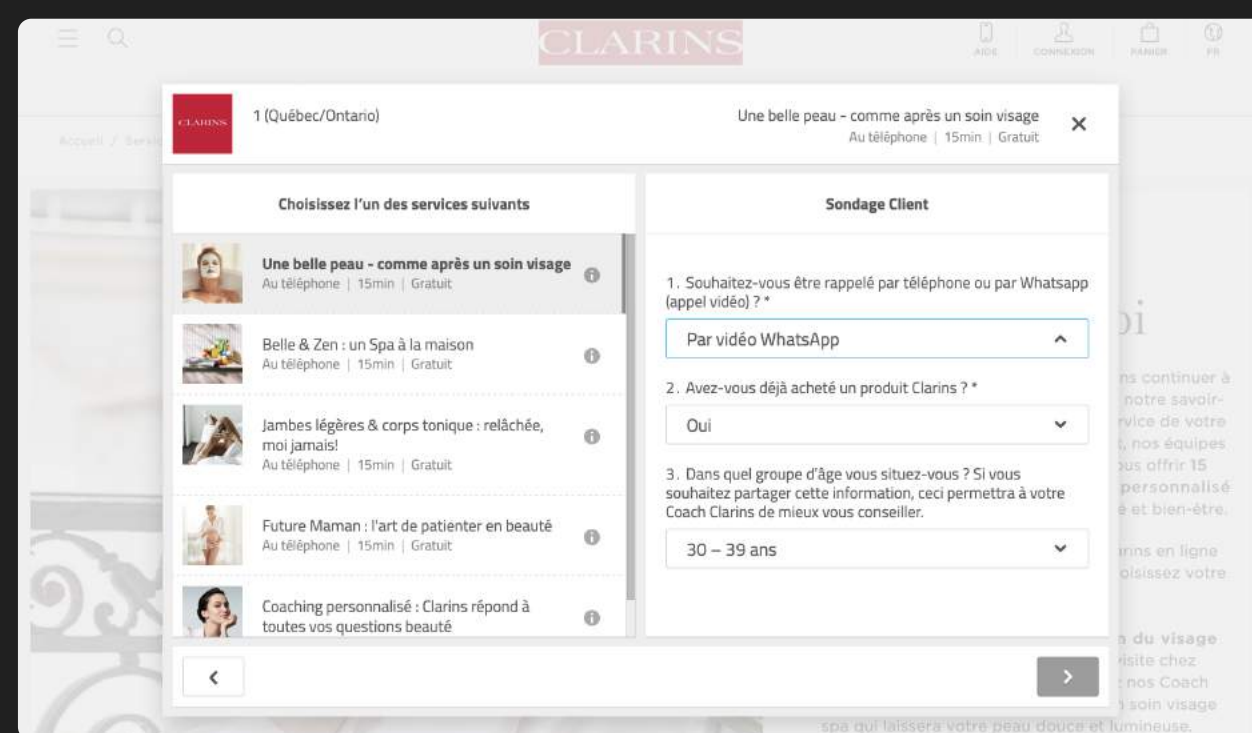 CLARINS
AIDE
CONNEXION
PANIER
FR
Accueil / Servic
CLARINS
1 (Québec/Ontario)
Une belle peau - comme après un soin visage
Au téléphone | 15min | Gratuit
Choisissez l'un des services suivants
Une belle peau - comme après un soin visage
Au téléphone | 15min | Gratuit
Belle & Zen : un Spa à la maison
Au téléphone | 15min | Gratuit
Jambes légères & corps tonique : relâchée,
moi jamais!
Au téléphone | 15min | Gratuit
Future Maman : l'art de patienter en beauté
Au téléphone | 15min | Gratuit
Coaching personnalisé : Clarins répond à
toutes vos questions beauté
Sondage Client
1. Souhaitez-vous être rappelé par téléphone ou par Whatsapp
(appel vidéo) ? *
Par vidéo WhatsApp
2. Avez-vous déjà acheté un produit Clarins ? *
Oui
3. Dans quel groupe d'âge vous situez-vous ? Si vous
souhaitez partager cette information, ceci permettra à votre
Coach Clarins de mieux vous conseiller.
30 – 39 ans
oi
ns continuer à
notre savoir-
rvice de votre
, nos équipes
ous offrir 15
personnalisé
é et bien-être.
rins en ligne
oisissez votre
n du visage
visite chez
nos Coach
soin visage
spa qui laissera votre peau douce et lumineuse.